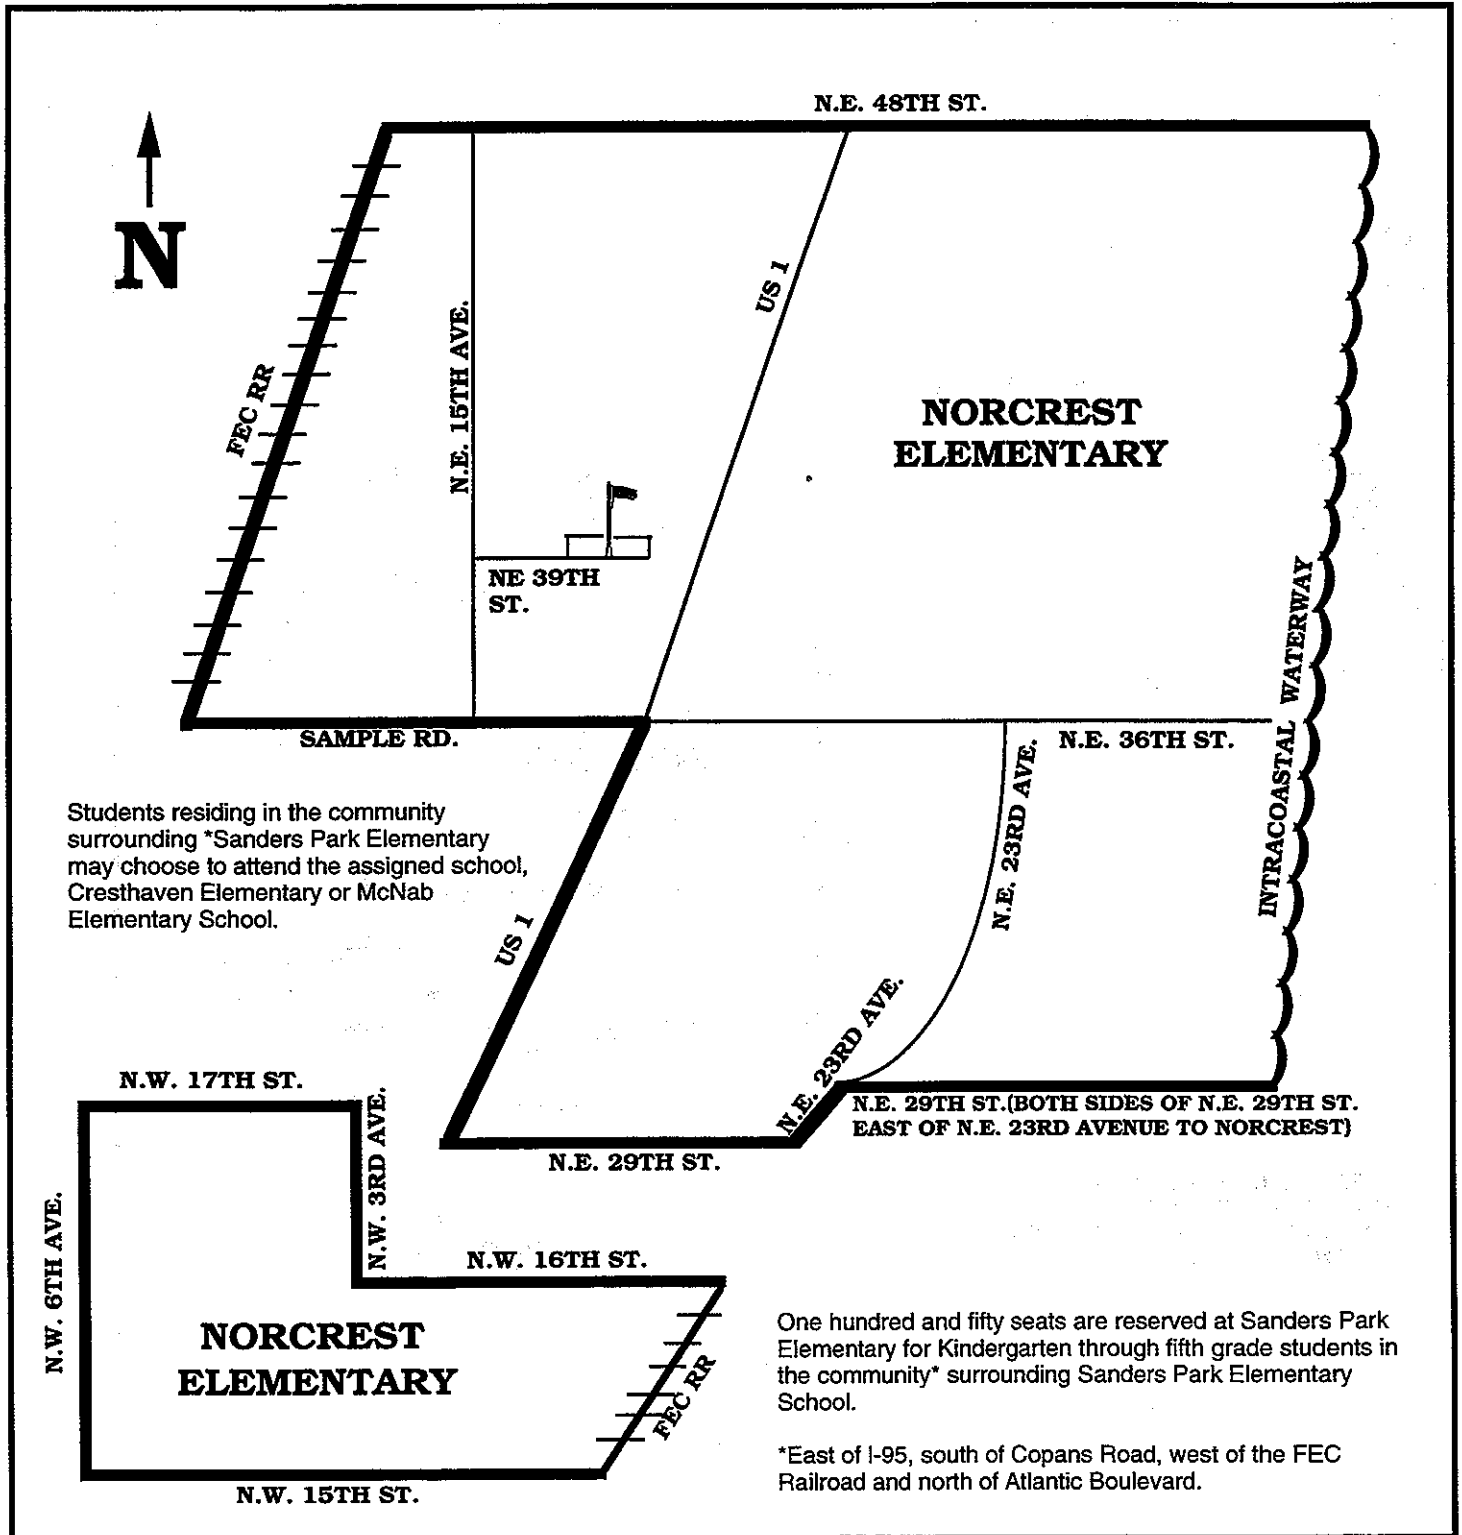 N.E. 48TH ST.
N
US 1
N.E. 15TH AVE.
FEC RR
NORCREST
ELEMENTARY
NE 39TH
ST.
INTRACOASTAL WATERWAY
SAMPLE RD.
N.E. 36TH ST.
N.E. 23RD AVE.
Students residing in the community
surrounding *Sanders Park Elementary
may choose to attend the assigned school,
Cresthaven Elementary or McNab
Elementary School.
US 1
N.E. 23RD AVE.
N.E. 29TH ST.(BOTH SIDES OF N.E. 29TH ST.
EAST OF N.E. 23RD AVENUE TO NORCREST)
N.E. 29TH ST.
N.W. 17TH ST.
N.W. 3RD AVE.
N.W. 6TH AVE.
N.W. 16TH ST.
NORCREST
ELEMENTARY
FEC RR
N.W. 15TH ST.
One hundred and fifty seats are reserved at Sanders Park
Elementary for Kindergarten through fifth grade students in
the community* surrounding Sanders Park Elementary
School.
*East of I-95, south of Copans Road, west of the FEC
Railroad and north of Atlantic Boulevard.